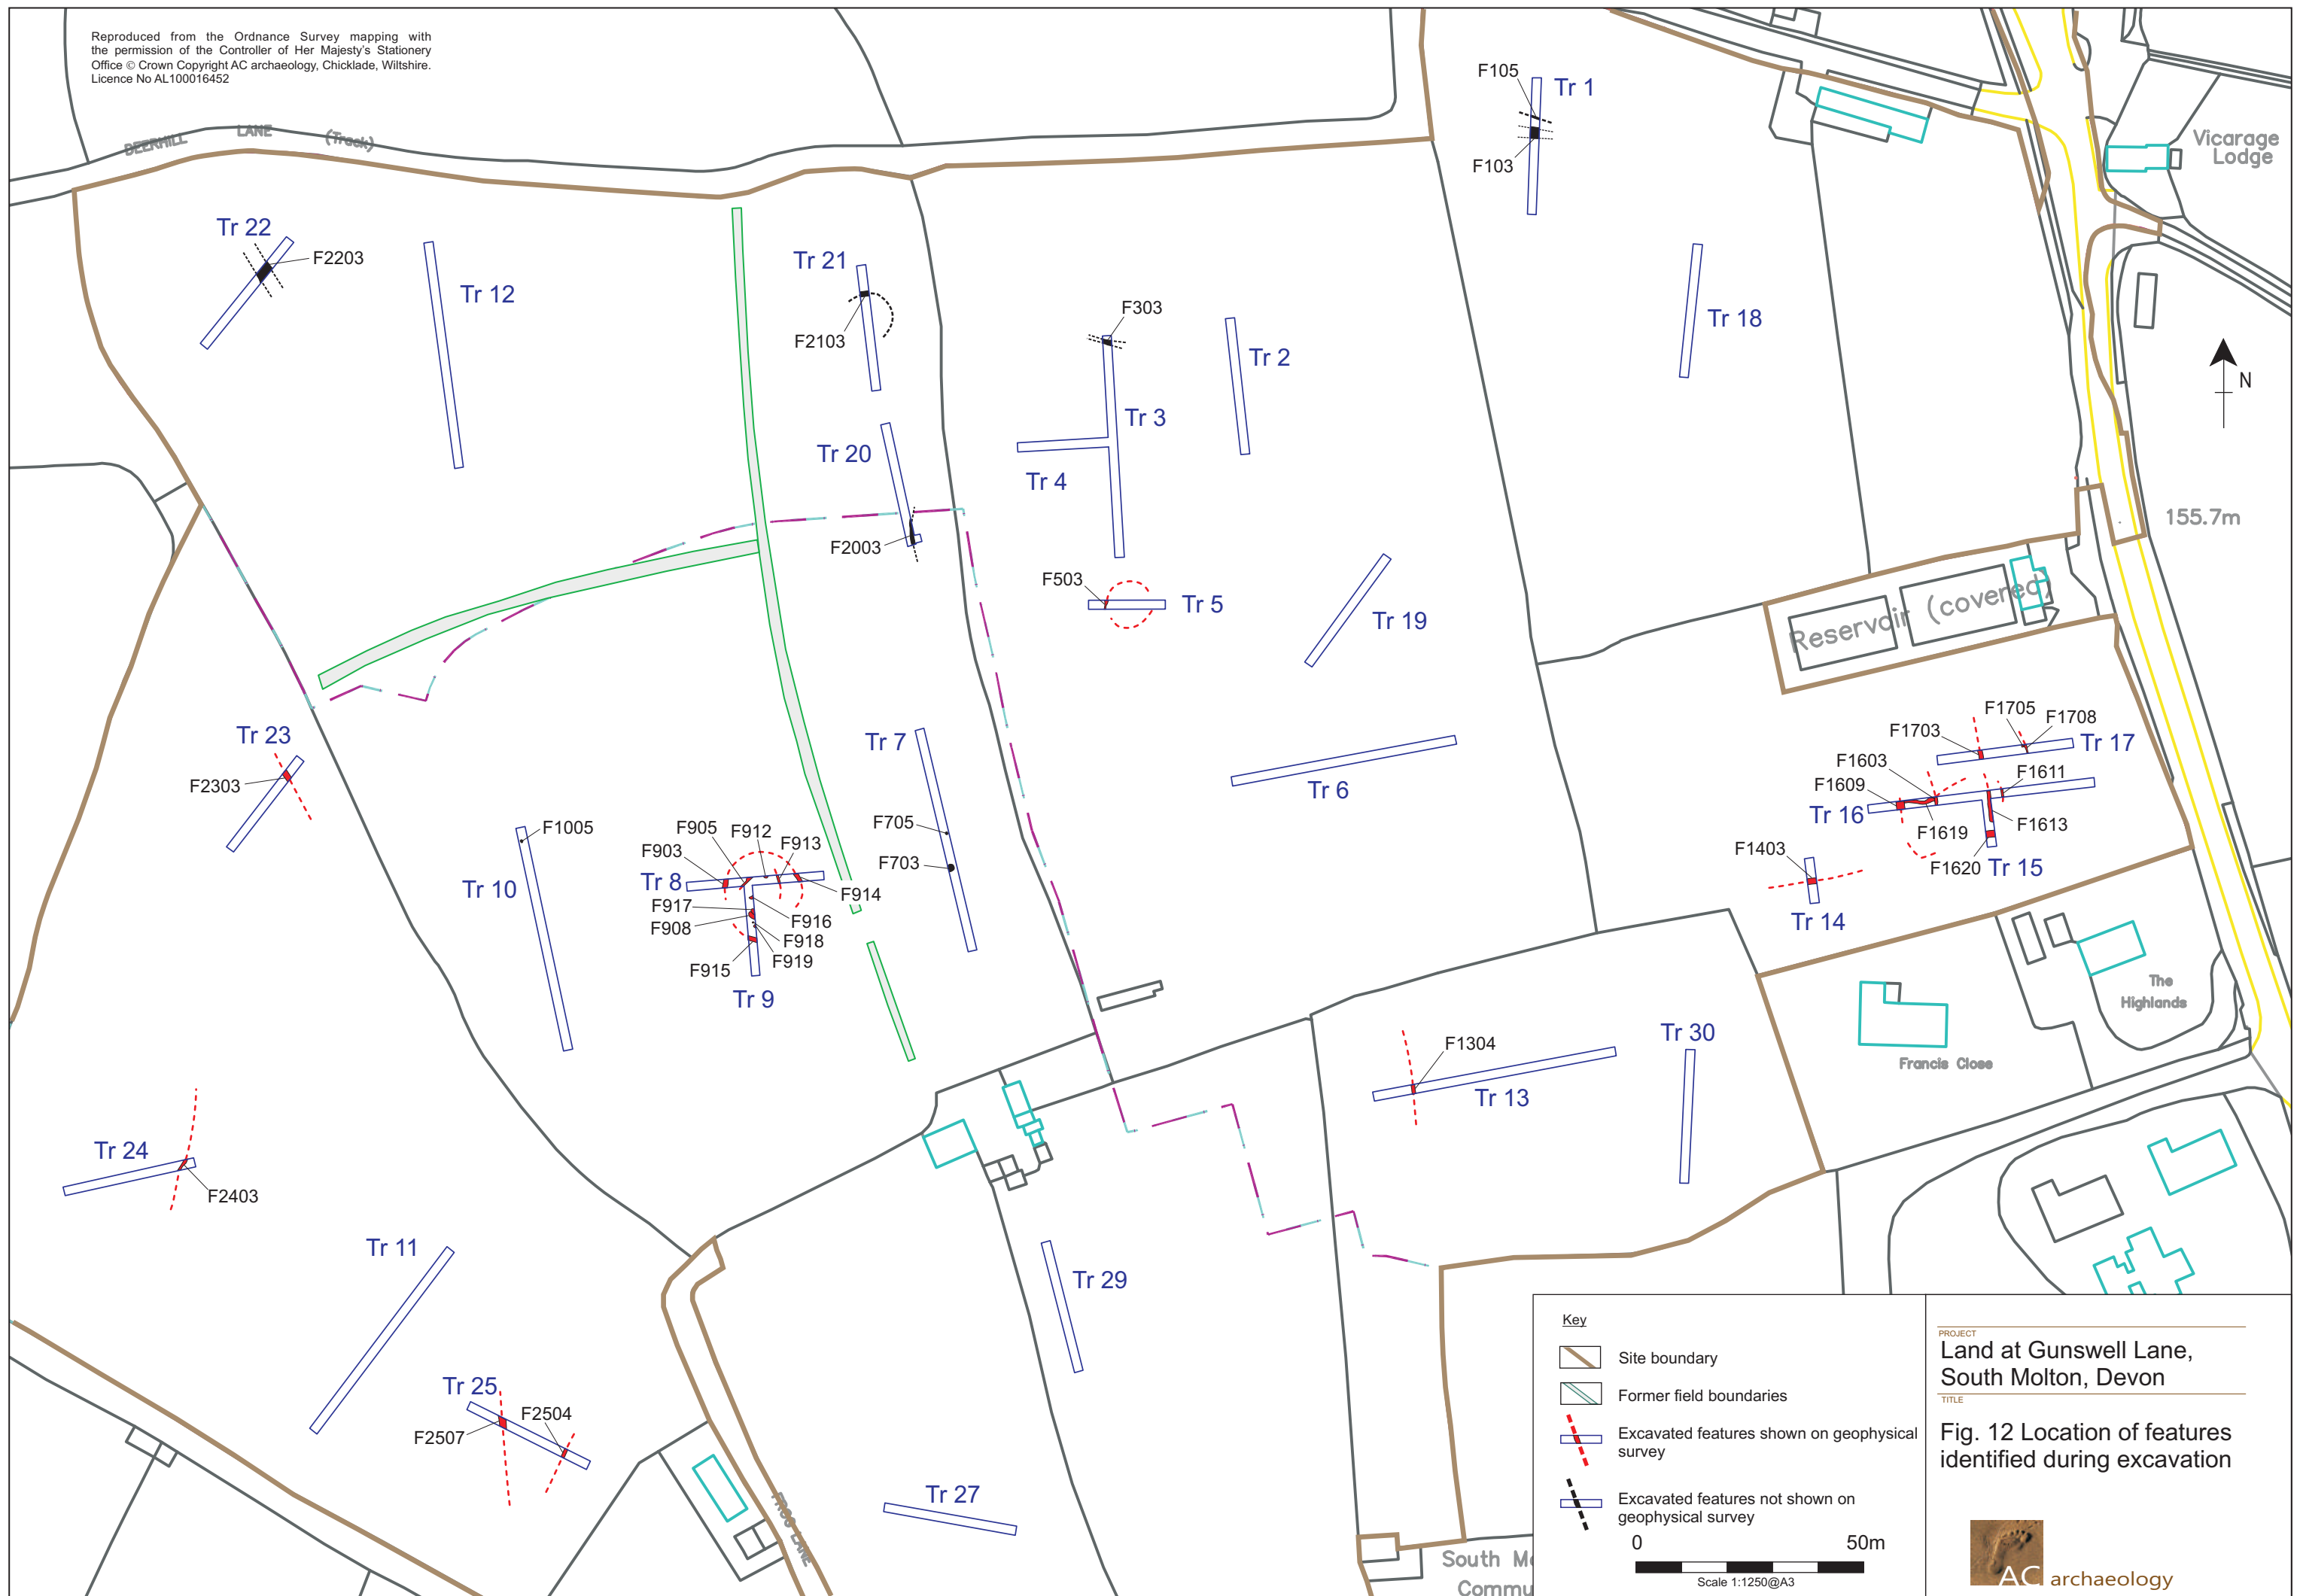 Reproduced from the Ordnance Survey mapping with
the permission of the Controller of Her Majesty's Stationery
Office © Crown Copyright AC archaeology, Chicklade, Wiltshire.
Licence No AL100016452
BEERHILL LANE (Track)
F105
Tr 1
F103
Vicarage
Lodge
Tr 22
F2203
Tr 12
Tr 21
F2103
F303
Tr 2
Tr 18
N
Tr 3
Tr 20
Tr 4
F2003
155.7m
F503
Tr 5
Tr 19
Reservoir (covered)
Tr 23
F2303
Tr 7
Tr 6
F1703
F1705
F1708
Tr 17
F1603
F1609
F1611
Tr 16
F1619
F1613
F1620
Tr 15
F1403
Tr 14
F1005
Tr 10
F905
F912
F913
F903
Tr 8
F914
F917
F916
F908
F918
F919
F915
Tr 9
F705
F703
The
Highlands
Francis Close
F1304
Tr 13
Tr 30
Tr 24
F2403
Tr 11
Tr 29
Tr 25
F2504
F2507
Tr 27
FROG LANE
South Mo
Commu
Key
Site boundary
Former field boundaries
Excavated features shown on geophysical
survey
Excavated features not shown on
geophysical survey
0 50m
Scale 1:1250@A3
PROJECT
Land at Gunswell Lane,
South Molton, Devon
TITLE
Fig. 12 Location of features
identified during excavation
AC archaeology